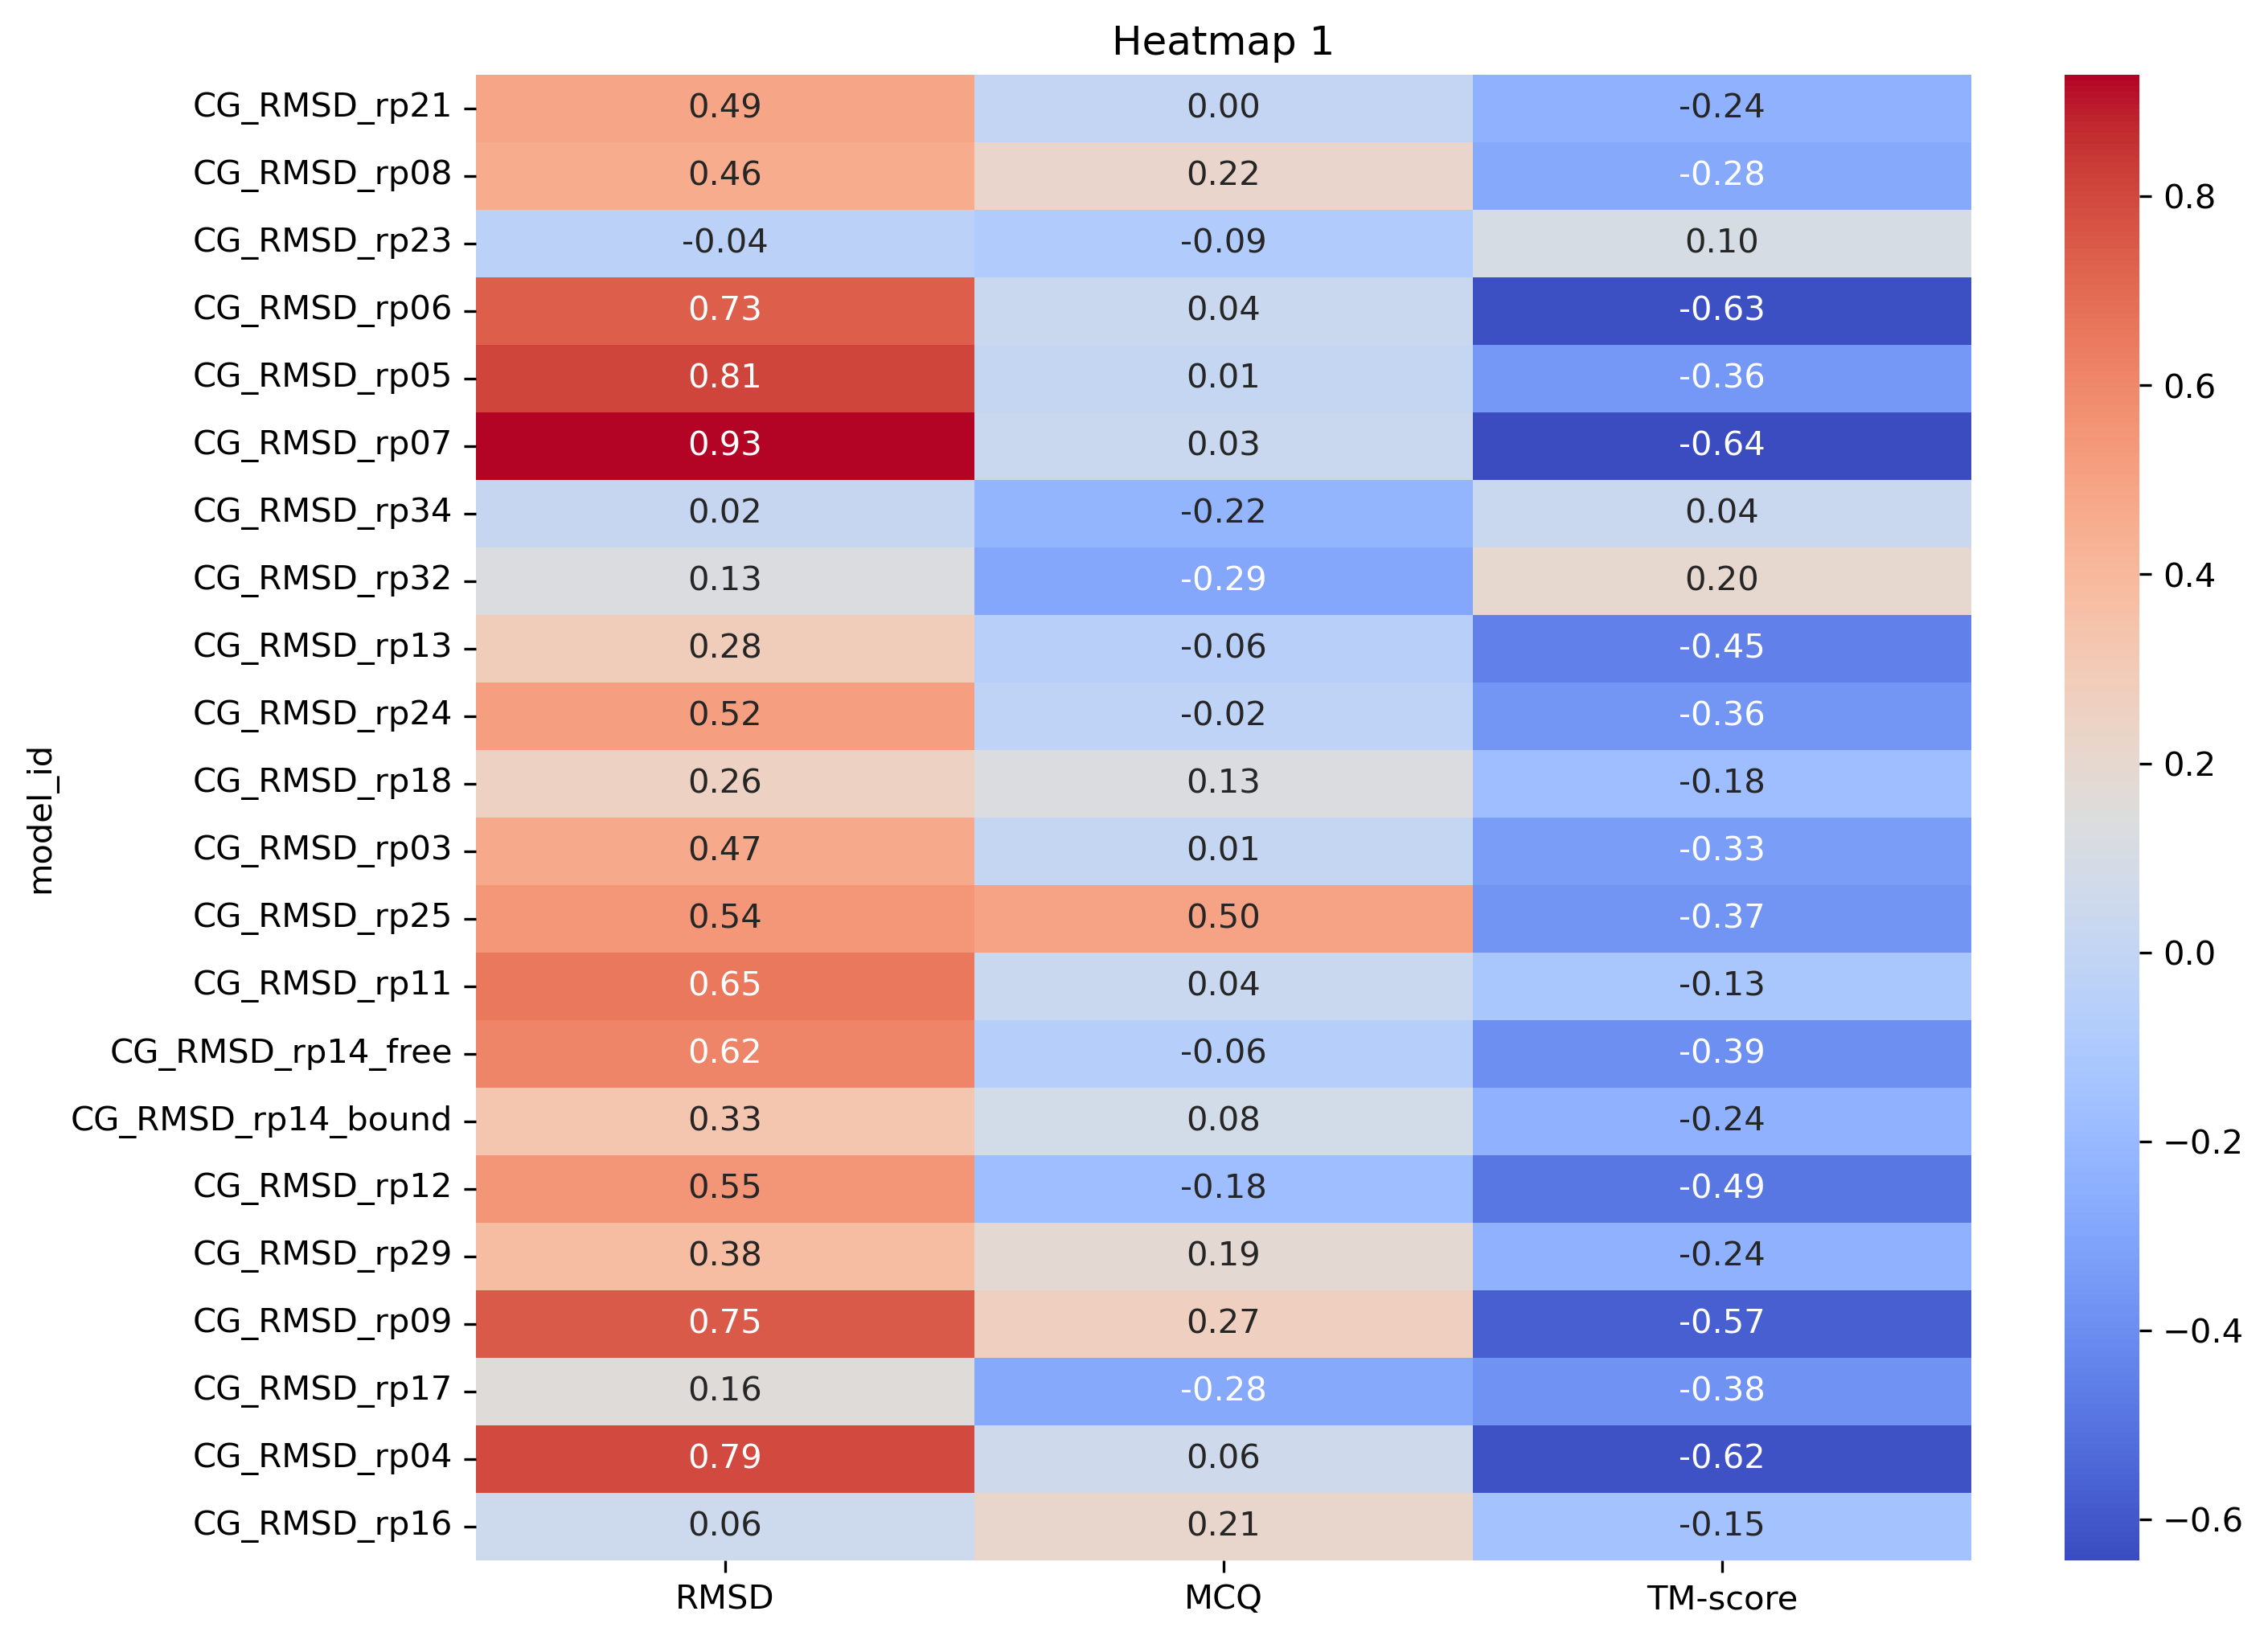 Heatmap 1
CG_RMSD_rp21 0.49 0.00 -0.24
CG_RMSD_rp08 0.46 0.22 -0.28
CG_RMSD_rp23 -0.04 -0.09 0.10
CG_RMSD_rp06 0.73 0.04 -0.63
CG_RMSD_rp05 0.81 0.01 -0.36
CG_RMSD_rp07 0.93 0.03 -0.64
CG_RMSD_rp34 0.02 -0.22 0.04
CG_RMSD_rp32 0.13 -0.29 0.20
CG_RMSD_rp13 0.28 -0.06 -0.45
CG_RMSD_rp24 0.52 -0.02 -0.36
CG_RMSD_rp18 0.26 0.13 -0.18
CG_RMSD_rp03 0.47 0.01 -0.33
CG_RMSD_rp25 0.54 0.50 -0.37
CG_RMSD_rp11 0.65 0.04 -0.13
CG_RMSD_rp14_free 0.62 -0.06 -0.39
CG_RMSD_rp14_bound 0.33 0.08 -0.24
CG_RMSD_rp12 0.55 -0.18 -0.49
CG_RMSD_rp29 0.38 0.19 -0.24
CG_RMSD_rp09 0.75 0.27 -0.57
CG_RMSD_rp17 0.16 -0.28 -0.38
CG_RMSD_rp04 0.79 0.06 -0.62
CG_RMSD_rp16 0.06 0.21 -0.15
RMSD MCQ TM-score
model_id
0.8
0.6
0.4
0.2
0.0
−0.2
−0.4
−0.6